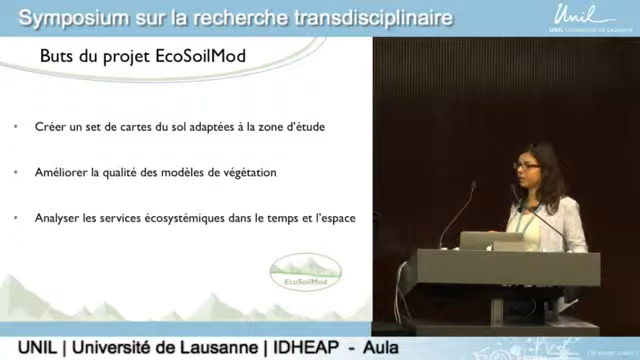 Symposium sur la recherche transdisciplinaire
Unil
UNIL | Université de Lausanne
Buts du projet EcoSoilMod
• Créer un set de cartes du sol adaptées à la zone d'étude
• Améliorer la qualité des modèles de végétation
• Analyser les services écosystémiques dans le temps et l'espace
EcoSoilMod
UNIL | Université de Lausanne | IDHEAP - Aula